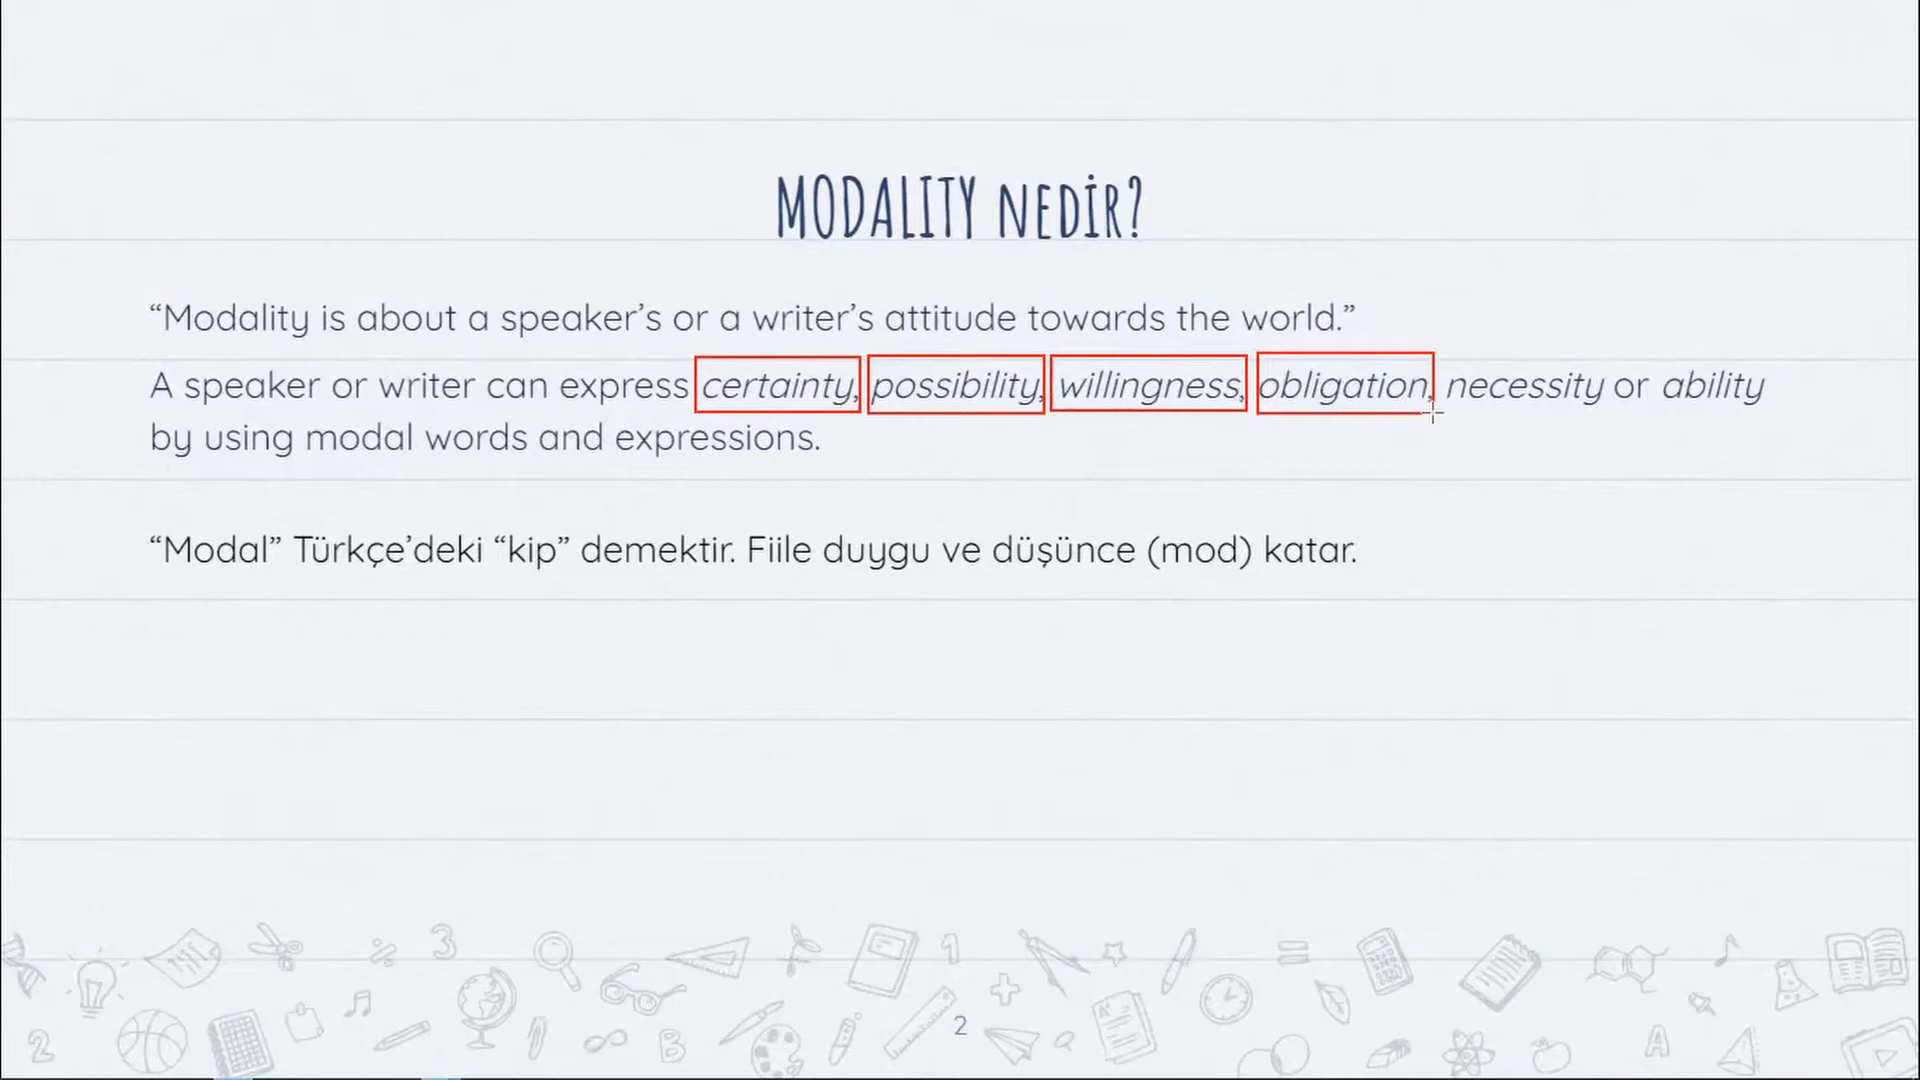 MODALITY NEDİR?
“Modality is about a speaker’s or a writer’s attitude towards the world.”
A speaker or writer can express certainty, possibility, willingness, obligation, necessity or ability
by using modal words and expressions.
“Modal” Türkçe’deki “kip” demektir. Fiile duygu ve düşünce (mod) katar.
2